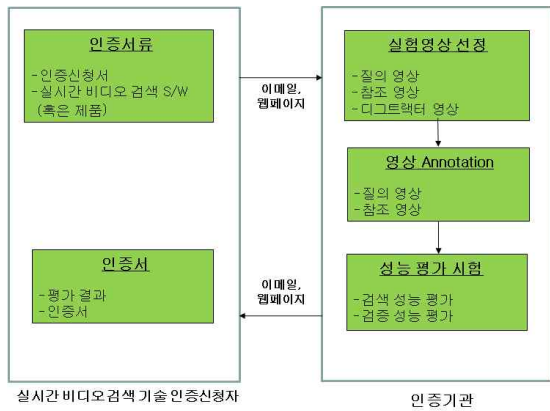 인증서류
-인증신청서
-실시간 비디오 검색 S/W
(혹은 제품)
이메일,
웹페이지
실험영상 선정
-질의 영상
-참조 영상
-디그트랙터 영상
영상 Annotation
-질의 영상
-참조 영상
인증서
-평가 결과
-인증서
이메일,
웹페이지
성능 평가 시험
-검색 성능 평가
-검증 성능 평가
실시간 비디오 검색 기술 인증신청자
인증기관